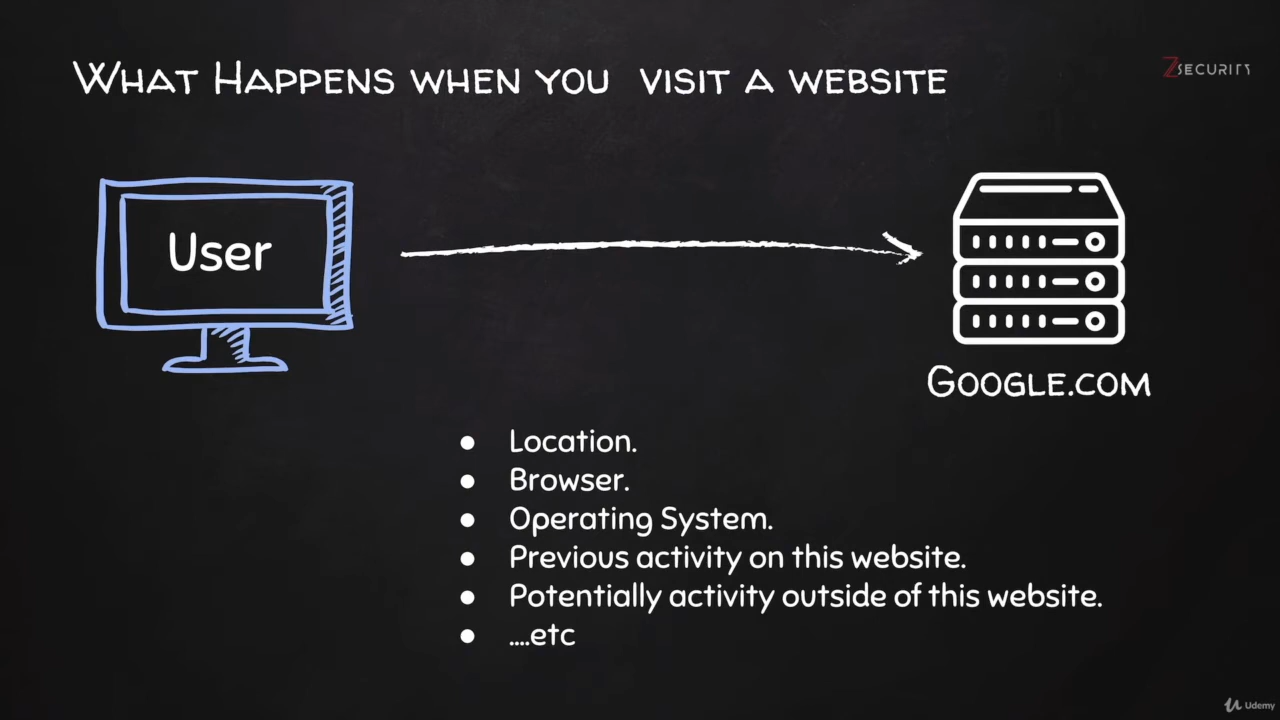 What Happens when you visit a website
ZSECURITY
User
Google.com
● Location.
● Browser.
● Operating System.
● Previous activity on this website.
● Potentially activity outside of this website.
● ....etc
Udemy